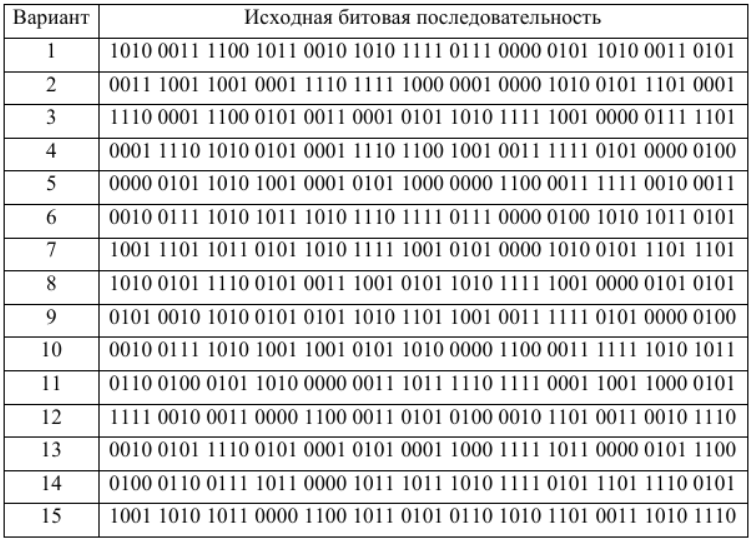 Вариант Исходная битовая последовательность
1 1010 0011 1100 1011 0010 1010 1111 0111 0000 0101 1010 0011 0101
2 0011 1001 1001 0001 1110 1111 1000 0001 0000 1010 0101 1101 0001
3 1110 0001 1100 0101 0011 0001 0101 1010 1111 1001 0000 0111 1101
4 0001 1110 1010 0101 0001 1110 1100 1001 0011 1111 0101 0000 0100
5 0000 0101 1010 1001 0001 0101 1000 0000 1100 0011 1111 0010 0011
6 0010 0111 1010 1011 1010 1110 1111 0111 0000 0100 1010 1011 0101
7 1001 1101 1011 0101 1010 1111 1001 0101 0000 1010 0101 1101 1101
8 1010 0101 1110 0101 0011 1001 0101 1010 1111 1001 0000 0101 0101
9 0101 0010 1010 0101 0101 1010 1101 1001 0011 1111 0101 0000 0100
10 0010 0111 1010 1001 1001 0101 1010 0000 1100 0011 1111 1010 1011
11 0110 0100 0101 1010 0000 0011 1011 1110 1111 0001 1001 1000 0101
12 1111 0010 0011 0000 1100 0011 0101 0100 0010 1101 0011 0010 1110
13 0010 0101 1110 0101 0001 0101 0001 1000 1111 1011 0000 0101 1100
14 0100 0110 0111 1011 0000 1011 1011 1010 1111 0101 1101 1110 0101
15 1001 1010 1011 0000 1100 1011 0101 0110 1010 1101 0011 1010 1110